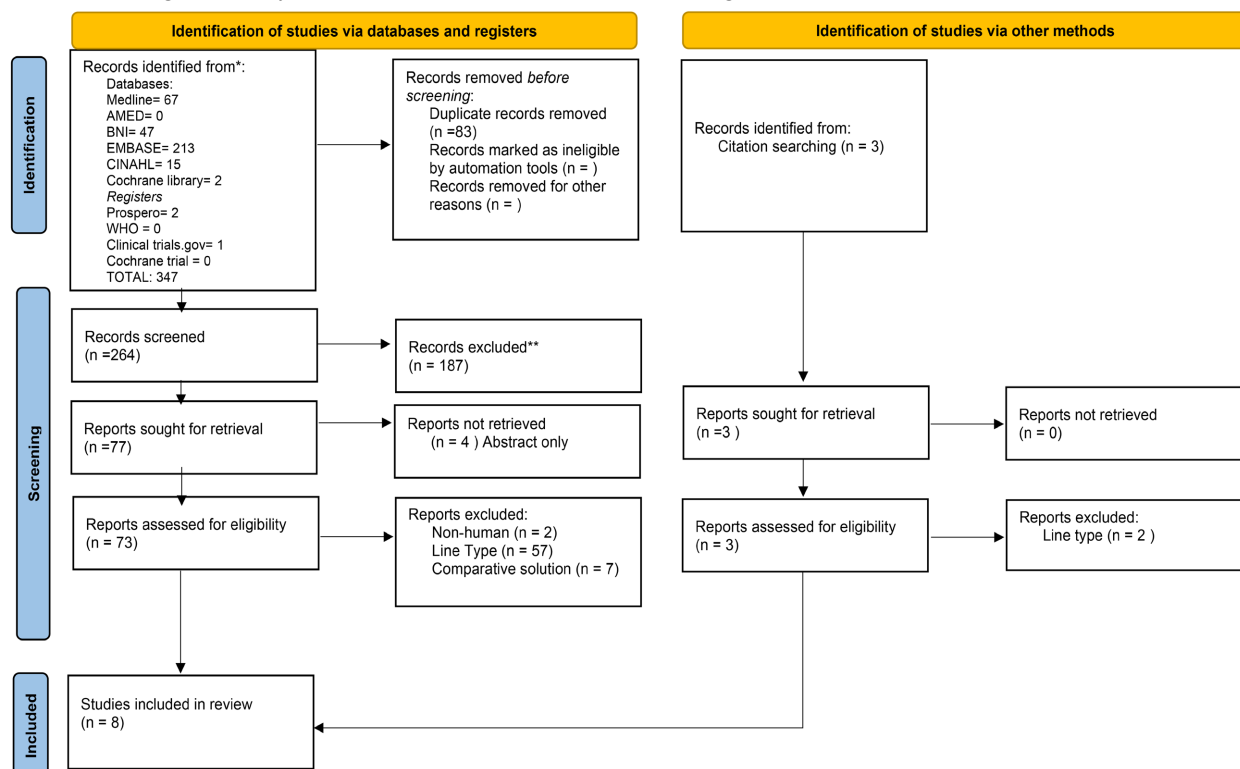 Identification of studies via databases and registers
Identification of studies via other methods
Identification
Records identified from*:
Databases:
Medline= 67
AMED= 0
BNI= 47
EMBASE= 213
CINAHL= 15
Cochrane library= 2
Registers
Prospero= 2
WHO = 0
Clinical trials.gov= 1
Cochrane trial = 0
TOTAL: 347
Records removed before
screening:
Duplicate records removed
(n =83)
Records marked as ineligible
by automation tools (n = )
Records removed for other
reasons (n = )
Records identified from:
Citation searching (n = 3)
Screening
Records screened
(n =264)
Records excluded**
(n = 187)
Reports sought for retrieval
(n =77)
Reports not retrieved
(n = 4 ) Abstract only
Reports sought for retrieval
(n =3 )
Reports not retrieved
(n = 0)
Reports assessed for eligibility
(n = 73)
Reports excluded:
Non-human (n = 2)
Line Type (n = 57)
Comparative solution (n = 7)
Reports assessed for eligibility
(n = 3)
Reports excluded:
Line type (n = 2 )
Included
Studies included in review
(n = 8)